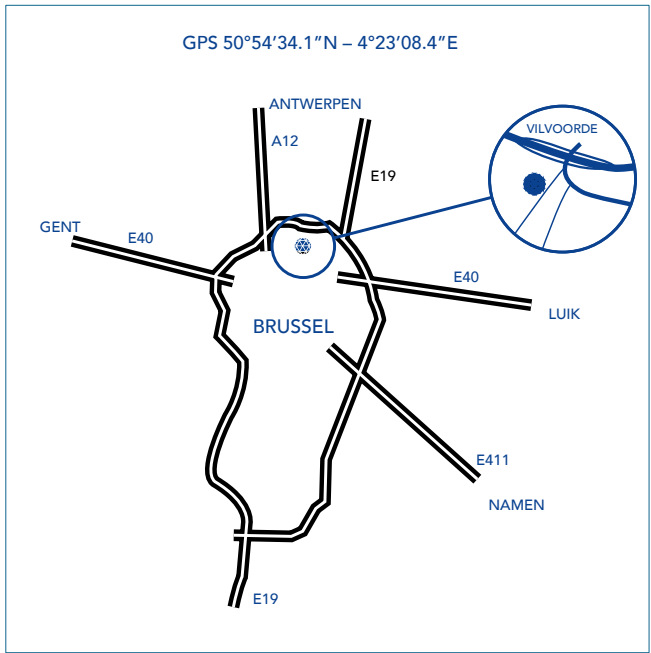 GPS 50°54’34.1”N – 4°23’08.4”E
ANTWERPEN
A12
VILVOORDE
E19
GENT
E40
E40
LUIK
BRUSSEL
E411
NAMEN
E19